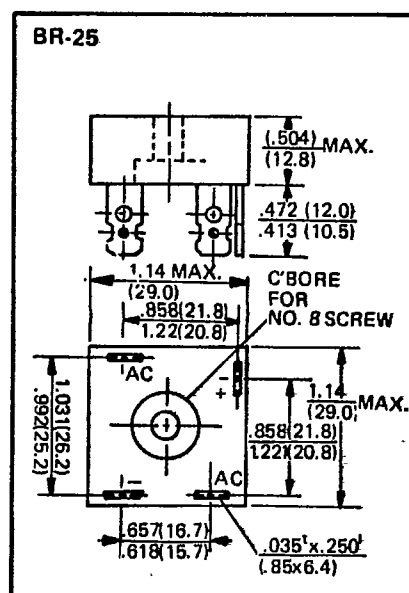 BR-25
(.504)
(12.8)
MAX.
.472 (12.0)
.413 (10.5)
1.14 MAX.
(29.0)
.858(21.8)
1.22(20.8)
C'BORE
FOR
NO. 8 SCREW
AC
-
+
1.031(26.2)
.992(25.2)
1.14
(29.0)
MAX.
.858(21.8)
1.22(20.8)
-
AC
.657(16.7)
.618(15.7)
.035t x .250l
(.85x6.4)